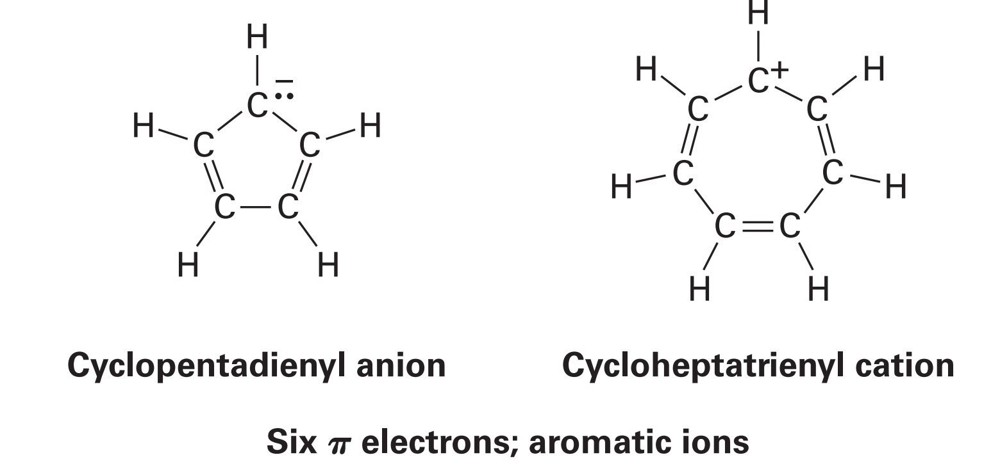 H
H
C
–
H
H
C
C
C
C
H
H
H
H
C+
H
C
C
H
C
C
H
C
C
H
H
Cyclopentadienyl anion
Cycloheptatrienyl cation
Six π electrons; aromatic ions